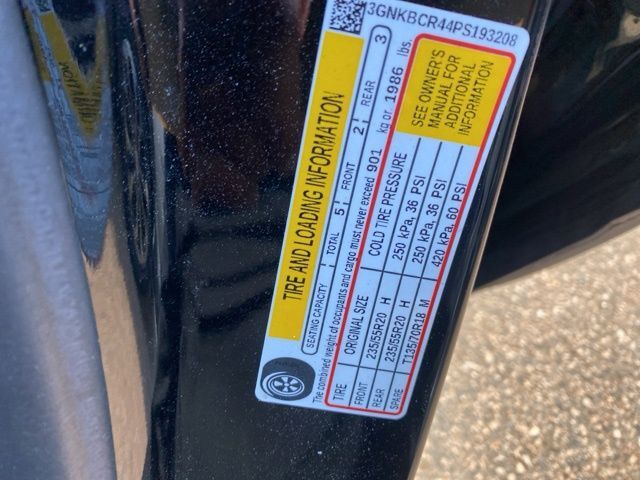 3GNKBCR44PS193208
TIRE AND LOADING INFORMATION
SEATING CAPACITY TOTAL 5 FRONT 2 REAR 3
The combined weight of occupants and cargo must never exceed 901 kg or 1986 lbs.
TIRE ORIGINAL SIZE COLD TIRE PRESSURE
FRONT 235/55R20 H 250 kPa, 36 PSI
REAR 235/55R20 H 250 kPa, 36 PSI
SPARE T135/70R18 M 420 kPa, 60 PSI
SEE OWNER'S
MANUAL FOR
ADDITIONAL
INFORMATION